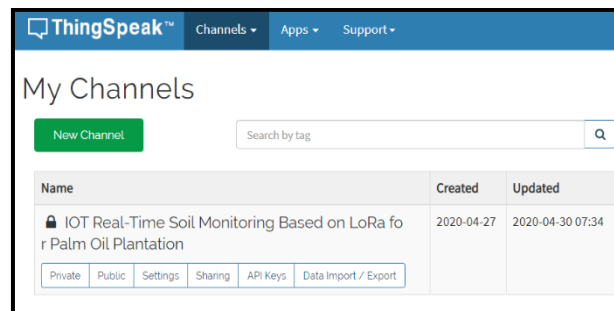 ThingSpeak™ Channels Apps Support
My Channels
New Channel Search by tag
Name Created Updated
IOT Real-Time Soil Monitoring Based on LoRa fo 2020-04-27 2020-04-30 07:34
r Palm Oil Plantation
Private Public Settings Sharing API Keys Data Import / Export